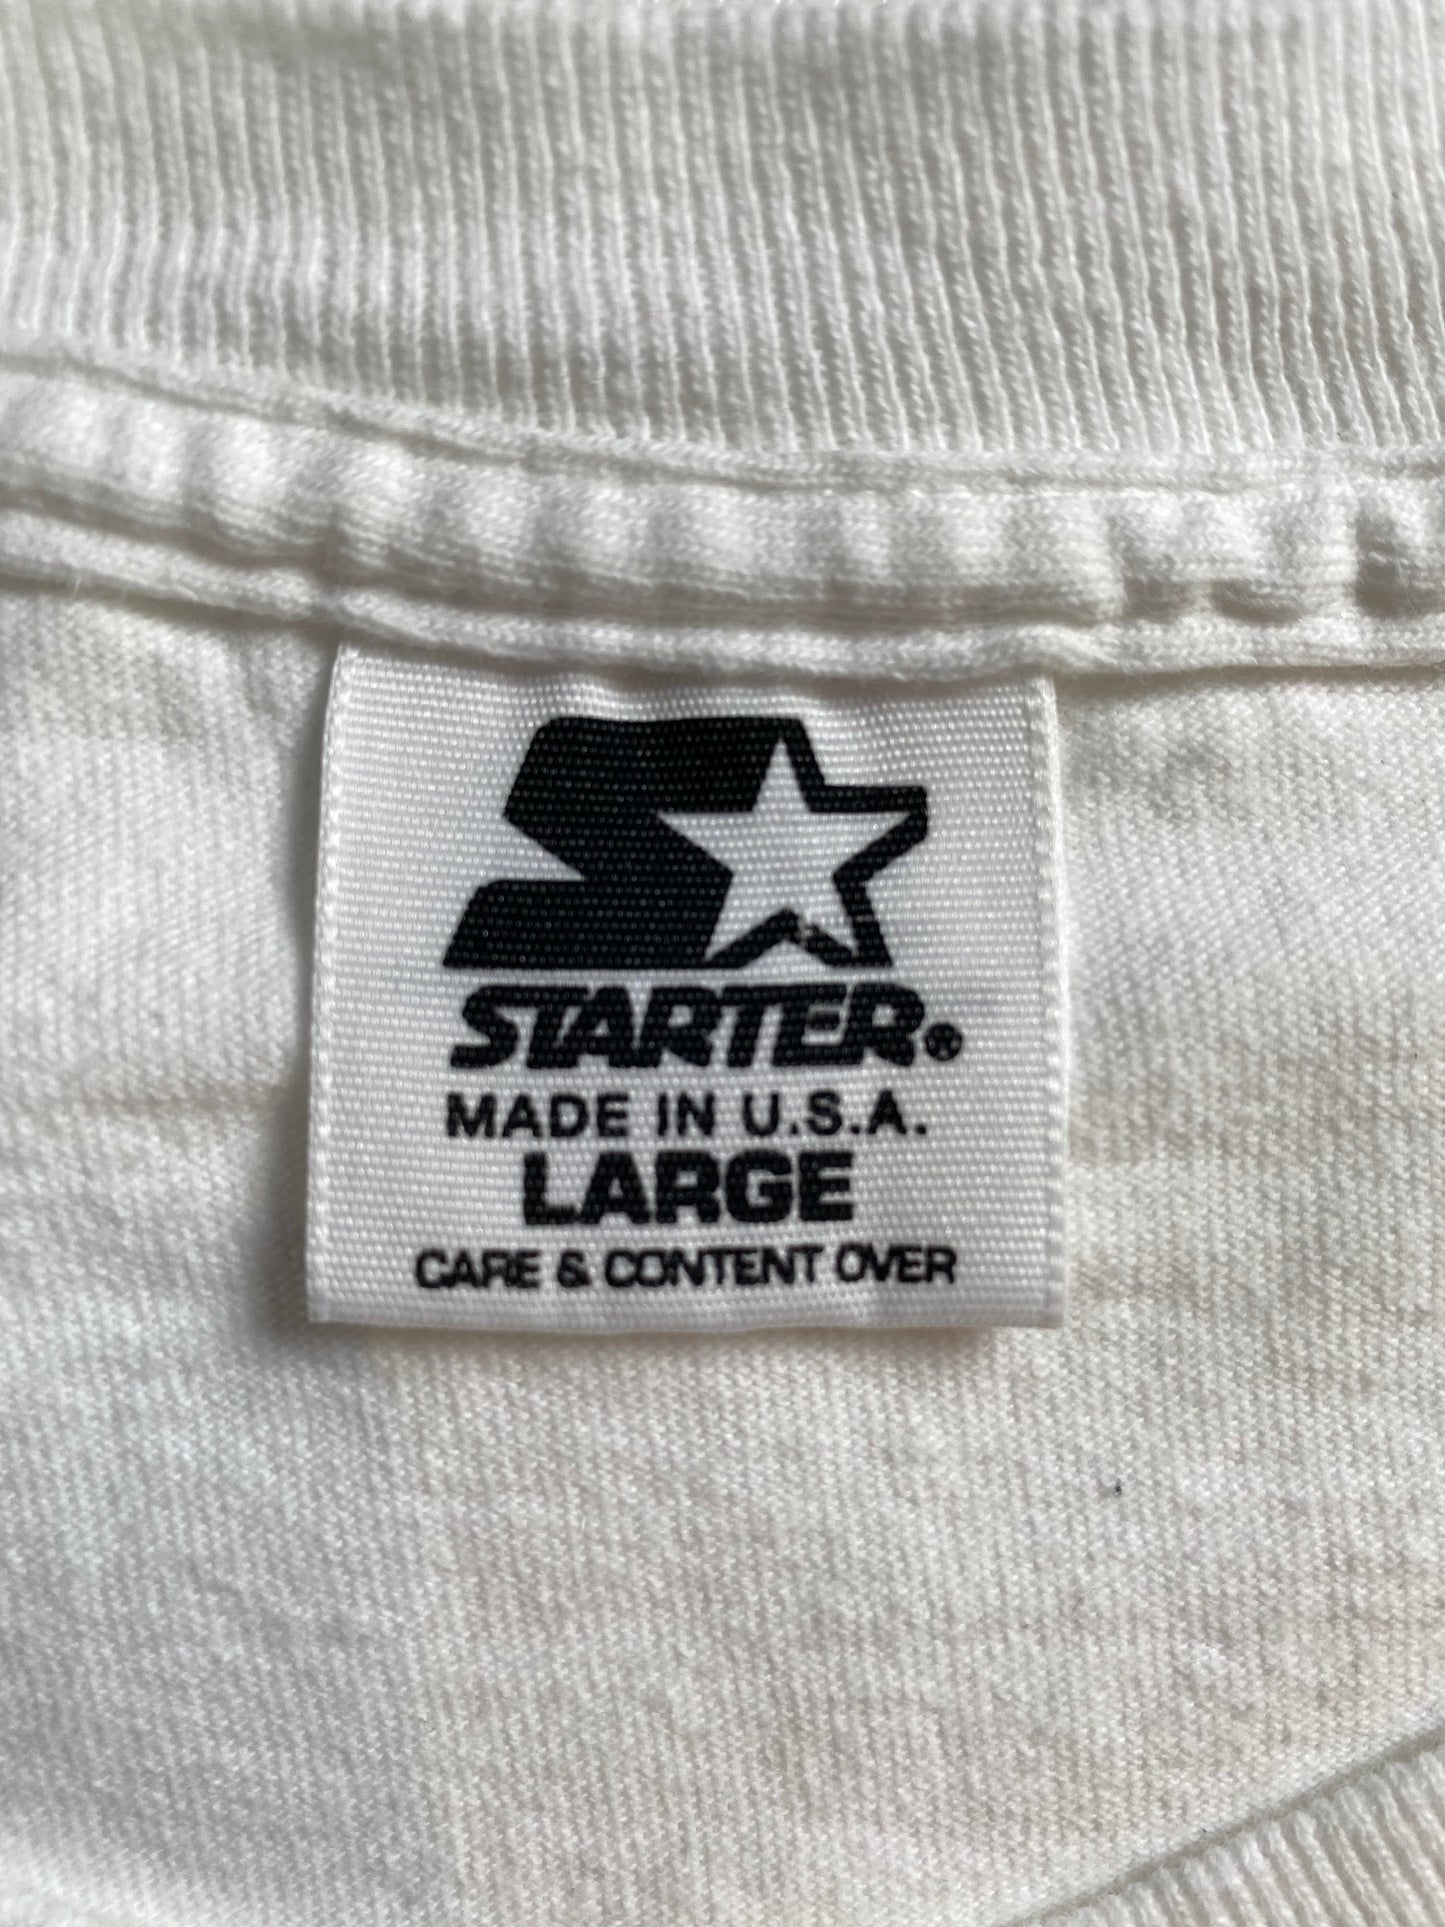 STARTER®
MADE IN U.S.A.
LARGE
CARE & CONTENT OVER